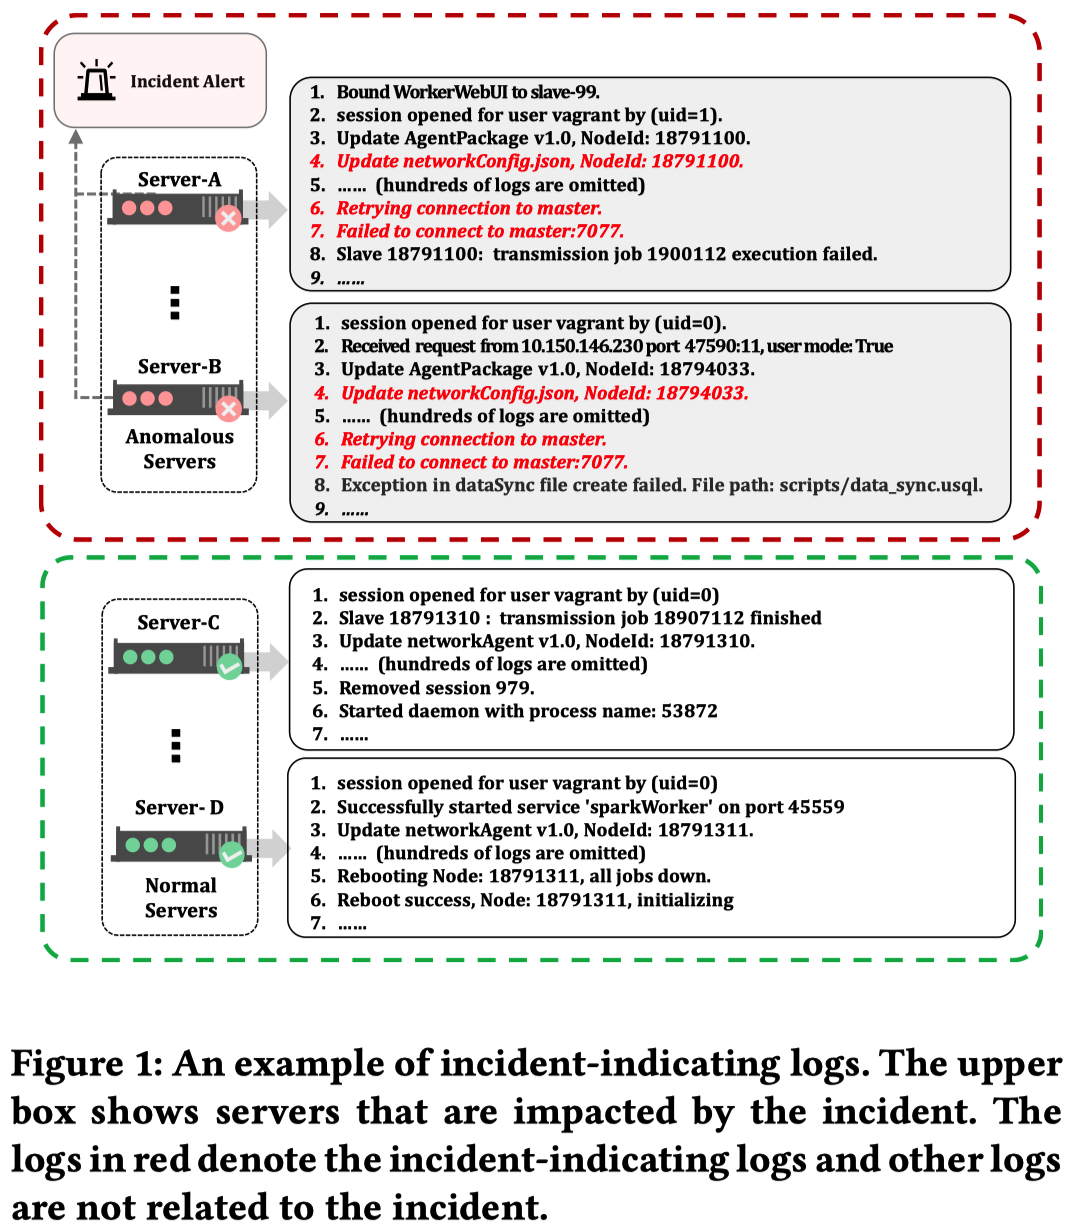 Incident Alert
Server-A
1. Bound WorkerWebUI to slave-99.
2. session opened for user vagrant by (uid=1).
3. Update AgentPackage v1.0, NodeId: 18791100.
4. Update networkConfig.json, NodeId: 18791100.
5. ...... (hundreds of logs are omitted)
6. Retrying connection to master.
7. Failed to connect to master:7077.
8. Slave 18791100: transmission job 1900112 execution failed.
9. ......
Server-B
Anomalous
Servers
1. session opened for user vagrant by (uid=0).
2. Received request from 10.150.146.230 port 47590:11, user mode: True
3. Update AgentPackage v1.0, NodeId: 18794033.
4. Update networkConfig.json, NodeId: 18794033.
5. ...... (hundreds of logs are omitted)
6. Retrying connection to master.
7. Failed to connect to master:7077.
8. Exception in dataSync file create failed. File path: scripts/data_sync.usql.
9. ......
Server-C
1. session opened for user vagrant by (uid=0)
2. Slave 18791310 : transmission job 18907112 finished
3. Update networkAgent v1.0, NodeId: 18791310.
4. ...... (hundreds of logs are omitted)
5. Removed session 979.
6. Started daemon with process name: 53872
7. ......
Server- D
Normal
Servers
1. session opened for user vagrant by (uid=0)
2. Successfully started service 'sparkWorker' on port 45559
3. Update networkAgent v1.0, NodeId: 18791311.
4. ...... (hundreds of logs are omitted)
5. Rebooting Node: 18791311, all jobs down.
6. Reboot success, Node: 18791311, initializing
7. ......
Figure 1: An example of incident-indicating logs. The upper
box shows servers that are impacted by the incident. The
logs in red denote the incident-indicating logs and other logs
are not related to the incident.